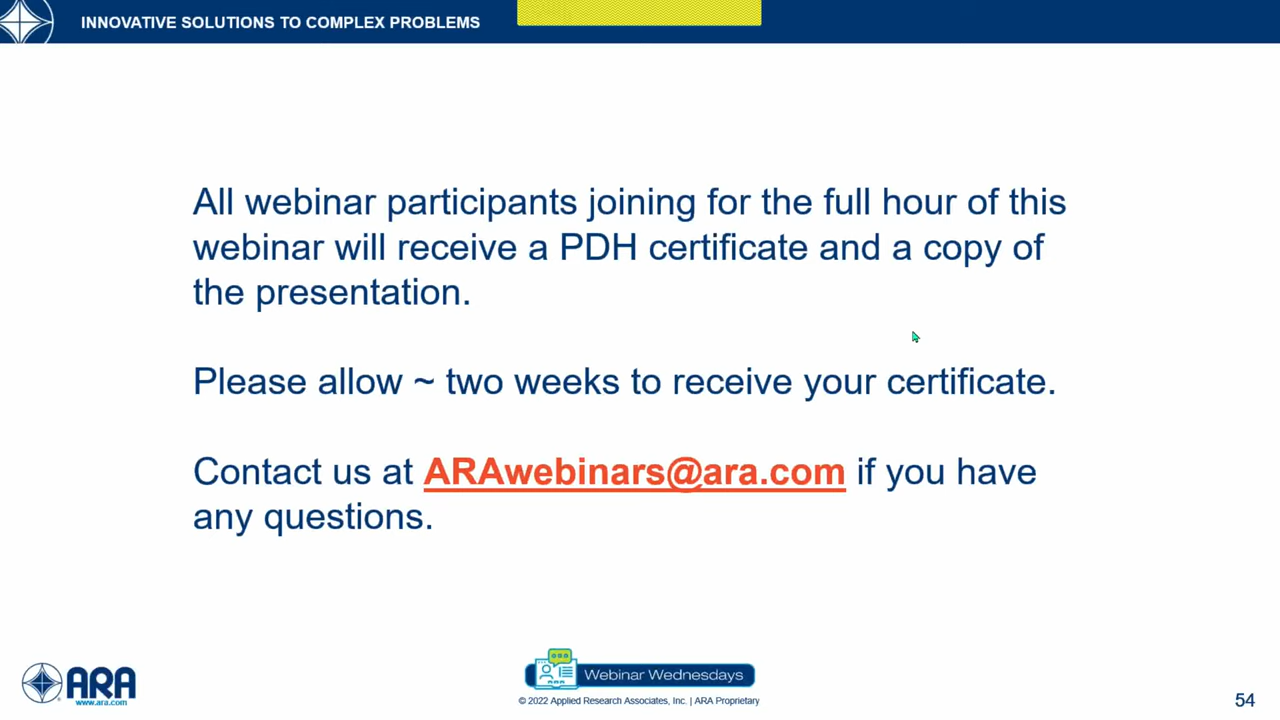 INNOVATIVE SOLUTIONS TO COMPLEX PROBLEMS
All webinar participants joining for the full hour of this
webinar will receive a PDH certificate and a copy of
the presentation.
Please allow ~ two weeks to receive your certificate.
Contact us at ARAwebinars@ara.com if you have
any questions.
ARA
www.ara.com
Webinar Wednesdays
© 2022 Applied Research Associates, Inc. | ARA Proprietary
54